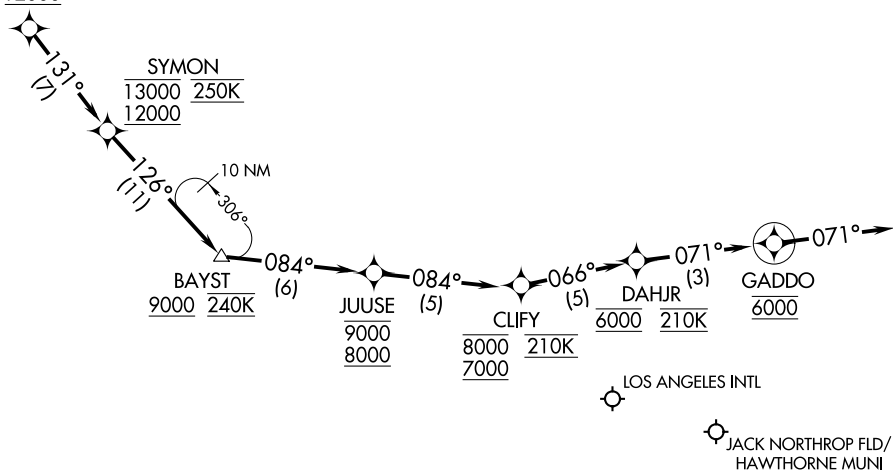 131°
(7)
SYMON
13000 250K
12000
126°
(11)
10 NM
306°
BAYST
9000 240K
084°
(6)
JUUSE
9000
8000
084°
(5)
CLIFY
8000 210K
7000
066°
(5)
DAHJR
6000 210K
071°
(3)
GADDO
6000
071°
LOS ANGELES INTL
JACK NORTHROP FLD/
HAWTHORNE MUNI